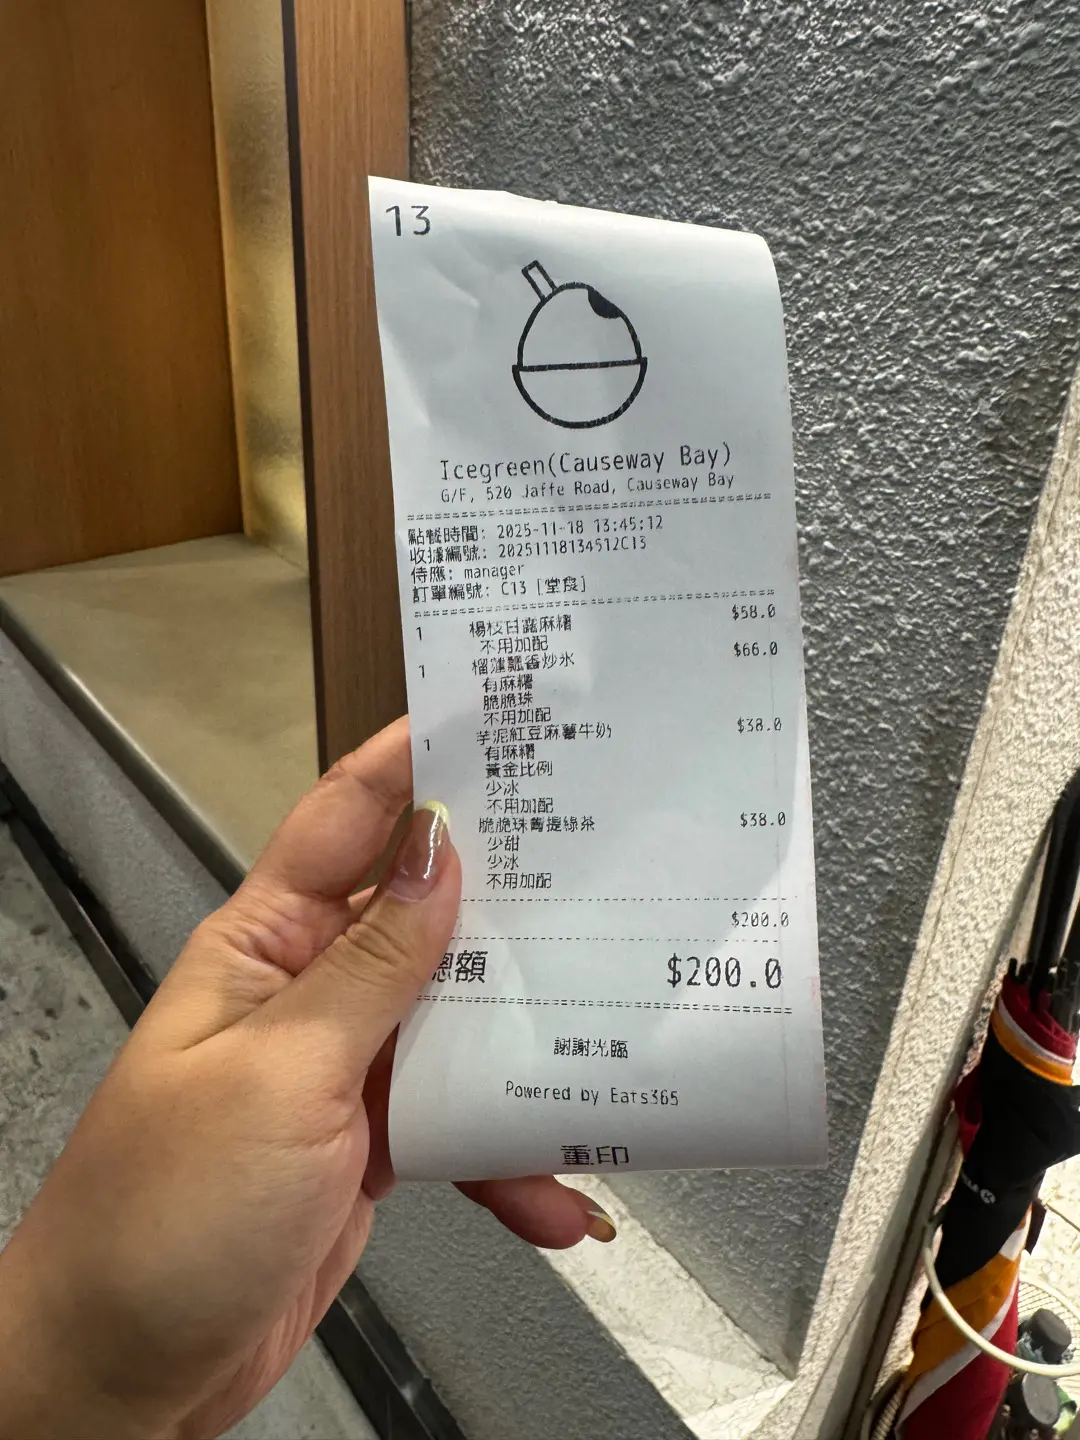 13
Icegreen(Causeway Bay)
G/F, 520 Jaffe Road, Causeway Bay
點餐時間: 2025-11-18 13:45:12
收據編號: 20251118134512C13
侍應: manager
訂單編號: C13 [堂食]
1 楊枝甘露麻糬 $58.0
不用加配
1 榴蓮飄香炒氷 $66.0
有麻糬
脆脆珠
不用加配
1 芋泥紅豆麻薯牛奶 $38.0
有麻糬
黃金比例
少冰
不用加配
脆脆珠青提綠茶 $38.0
少甜
少冰
不用加配
: $200.0
總額 $200.0
謝謝光臨
Powered by Eats365
重印